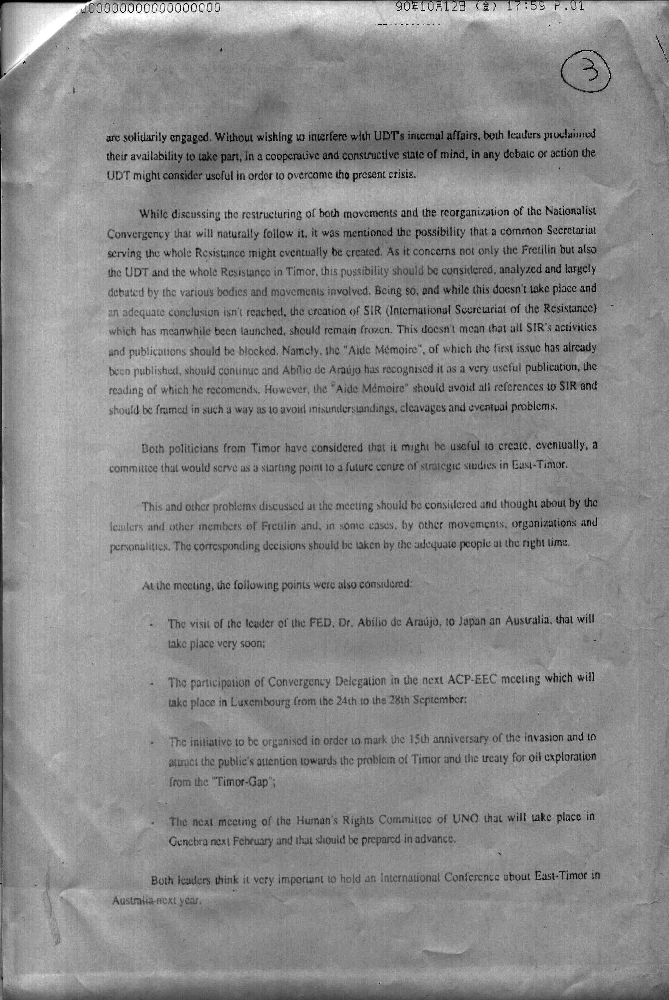 00000000000000000
90年10月12日 (金) 17:59 P.01
3
are solidarily engaged. Without wishing to interfere with UDT's internal affairs, both leaders proclaimed
their availability to take part, in a cooperative and constructive state of mind, in any debate or action the
UDT might consider useful in order to overcome the present crisis.
While discussing the restructuring of both movements and the reorganization of the Nationalist
Convergency that will naturally follow it, it was mentioned the possibility that a common Secretariat
serving the whole Resistance might eventually be created. As it concerns not only the Fretilin but also
the UDT and the whole Resistance in Timor, this possibility should be considered, analyzed and largely
debated by the various bodies and movements involved. Being so, and while this doesn't take place and
an adequate conclusion isn't reached, the creation of SIR (International Secretariat of the Resistance)
which has meanwhile been launched, should remain frozen. This doesn't mean that all SIR's activities
and publications should be blocked. Namely, the "Aide Mémoire", of which the first issue has already
been published, should continue and Abílio de Araújo has recognised it as a very useful publication, the
reading of which he recomends. However, the "Aide Mémoire" should avoid all references to SIR and
should be framed in such a way as to avoid misunderstandings, cleavages and eventual problems.
Both politicians from Timor have considered that it might be useful to create, eventually, a
committee that would serve as a starting point to a future centre of strategic studies in East-Timor.
This and other problems discussed at the meeting should be considered and thought about by the
leaders and other members of Fretilin and, in some cases, by other movements, organizations and
personalities. The corresponding decisions should be taken by the adequate people at the right time.
At the meeting, the following points were also considered:
- The visit of the leader of the FED, Dr. Abílio de Araújo, to Japan an Australia, that will
take place very soon;
- The participation of Convergency Delegation in the next ACP-EEC meeting which will
take place in Luxembourg from the 24th to the 28th September;
- The initiative to be organised in order to mark the 15th anniversary of the invasion and to
attract the public's attention towards the problem of Timor and the treaty for oil exploration
from the "Timor-Gap";
- The next meeting of the Human's Rights Committee of UNO that will take place in
Genebra next February and that should be prepared in advance.
Both leaders think it very important to hold an International Conference about East-Timor in
Australia next year.